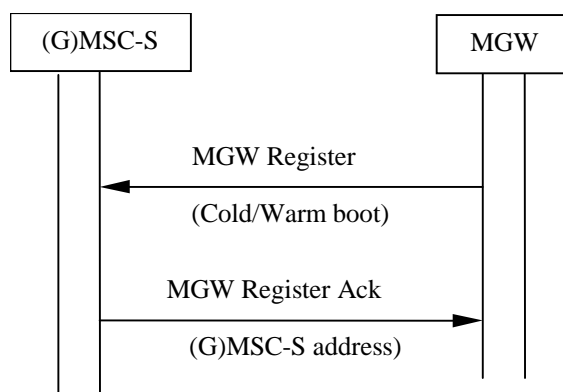 (G)MSC-S
MGW
MGW Register
(Cold/Warm boot)
MGW Register Ack
(G)MSC-S address)